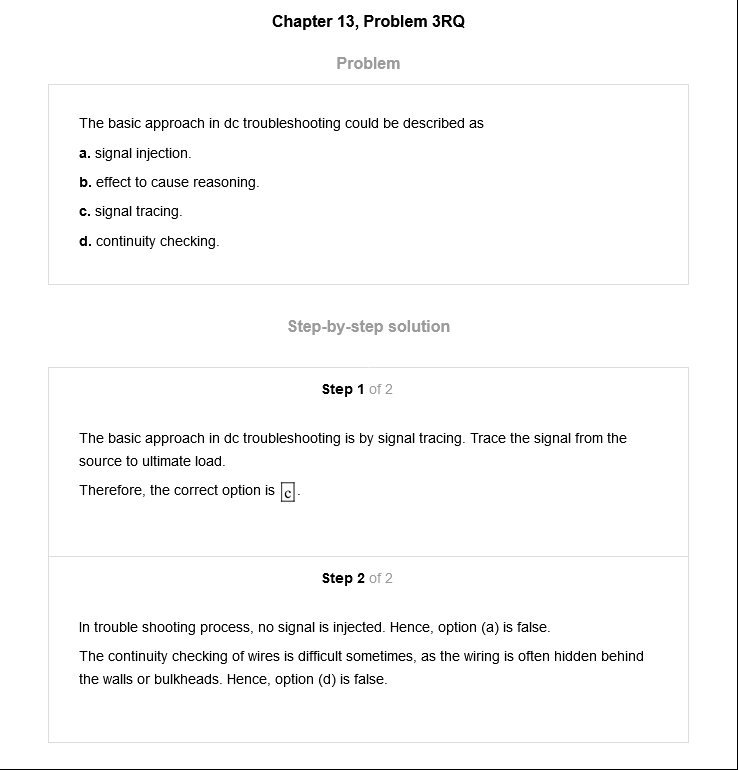 Chapter 13, Problem 3RQ
Problem
The basic approach in dc troubleshooting could be described as
a. signal injection.
b. effect to cause reasoning.
c. signal tracing.
d. continuity checking.
Step-by-step solution
Step 1 of 2
The basic approach in dc troubleshooting is by signal tracing. Trace the signal from the
source to ultimate load.
Therefore, the correct option is c.
Step 2 of 2
In trouble shooting process, no signal is injected. Hence, option (a) is false.
The continuity checking of wires is difficult sometimes, as the wiring is often hidden behind
the walls or bulkheads. Hence, option (d) is false.